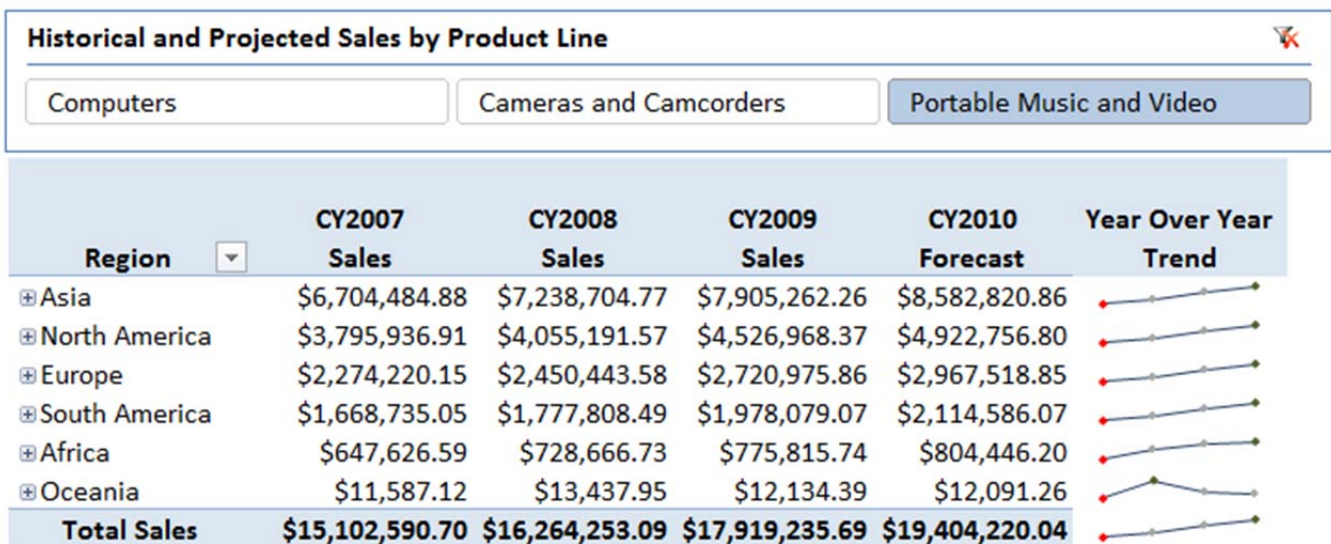 Historical and Projected Sales by Product Line
Computers Cameras and Camcorders Portable Music and Video
CY2007 CY2008 CY2009 CY2010 Year Over Year
Region Sales Sales Sales Forecast Trend
Asia $6,704,484.88 $7,238,704.77 $7,905,262.26 $8,582,820.86
North America $3,795,936.91 $4,055,191.57 $4,526,968.37 $4,922,756.80
Europe $2,274,220.15 $2,450,443.58 $2,720,975.86 $2,967,518.85
South America $1,668,735.05 $1,777,808.49 $1,978,079.07 $2,114,586.07
Africa $647,626.59 $728,666.73 $775,815.74 $804,446.20
Oceania $11,587.12 $13,437.95 $12,134.39 $12,091.26
Total Sales $15,102,590.70 $16,264,253.09 $17,919,235.69 $19,404,220.04